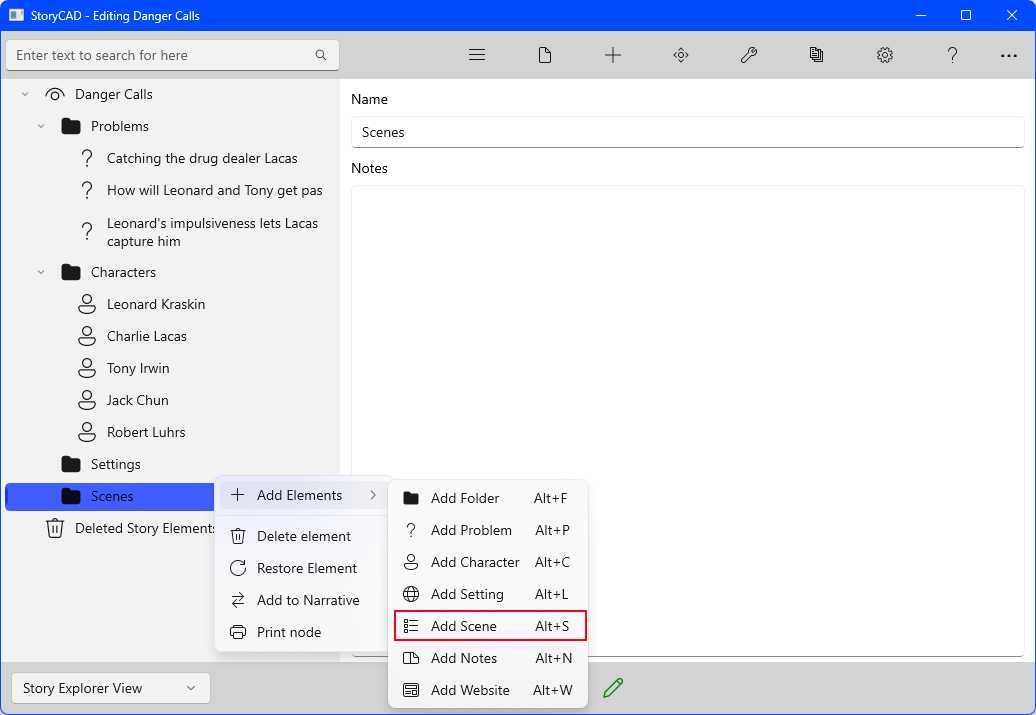 StoryCAD - Editing Danger Calls
Enter text to search for here
Danger Calls
Problems
Catching the drug dealer Lacas
How will Leonard and Tony get pas
Leonard's impulsiveness lets Lacas
capture him
Characters
Leonard Kraskin
Charlie Lacas
Tony Irwin
Jack Chun
Robert Luhrs
Settings
Scenes
Deleted Story Elements
Name
Scenes
Notes
Add Elements
Delete element
Restore Element
Add to Narrative
Print node
Add Folder Alt+F
Add Problem Alt+P
Add Character Alt+C
Add Setting Alt+L
Add Scene Alt+S
Add Notes Alt+N
Add Website Alt+W
Story Explorer View